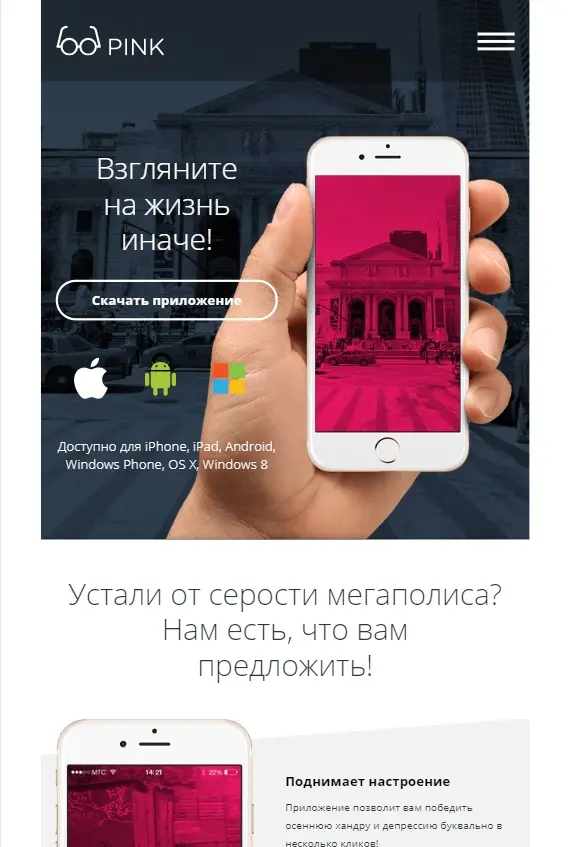 PINK
Взгляните
на жизнь
иначе!
Скачать приложение
Доступно для iPhone, iPad, Android,
Windows Phone, OS X, Windows 8
Устали от серости мегаполиса?
Нам есть, что вам
предложить!
МТС 14:21 22%
Поднимает настроение
Приложение позволит вам победить
осеннюю хандру и депрессию буквально в
несколько кликов!